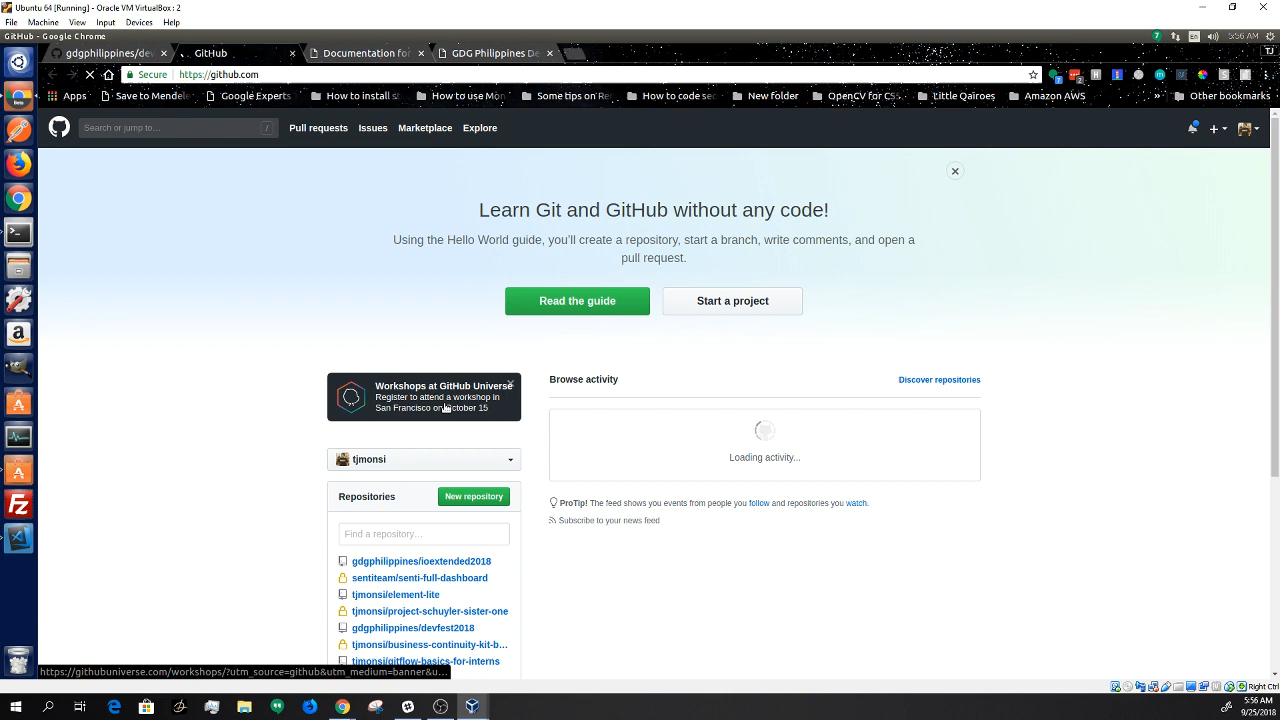 Ubuntu 64 [Running] - Oracle VM VirtualBox : 2
File Machine View Input Devices Help
GitHub - Google Chrome
7 En 5:56 AM
gdgphilippines/dev
GitHub
Documentation for
GDG Philippines De
TJ
Secure https://github.com
Apps
Save to Mendele
Google Experts
How to install s
How to use Mon
Some tips on Re
How to code se
New folder
OpenCV for CS
Little Qairoes
Amazon AWS
»
Other bookmarks
Search or jump to… /
Pull requests Issues Marketplace Explore
Learn Git and GitHub without any code!
Using the Hello World guide, you’ll create a repository, start a branch, write comments, and open a
pull request.
Read the guide
Start a project
Workshops at GitHub Universe
Register to attend a workshop in
San Francisco on October 15
Browse activity
Discover repositories
Loading activity...
tjmonsi
Repositories
New repository
ProTip! The feed shows you events from people you follow and repositories you watch.
Subscribe to your news feed
Find a repository…
gdgphilippines/ioextended2018
sentiteam/senti-full-dashboard
tjmonsi/element-lite
tjmonsi/project-schuyler-sister-one
gdgphilippines/devfest2018
tjmonsi/business-continuity-kit-b…
tjmonsi/gitflow-basics-for-interns
https://githubuniverse.com/workshops/?utm_source=github&utm_medium=banner&u...
Right Ctrl
5:56 AM
9/25/2018